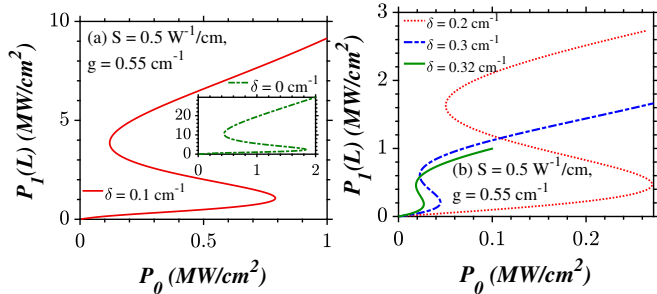 (a) S = 0.5 W⁻¹/cm,
g = 0.55 cm⁻¹
δ = 0 cm⁻¹
δ = 0.1 cm⁻¹
P₁(L) (MW/cm²)
10
5
0
30
20
10
0
0 1 2
0 0.5 1
P₀ (MW/cm²)
δ = 0.2 cm⁻¹
δ = 0.3 cm⁻¹
δ = 0.32 cm⁻¹
(b) S = 0.5 W⁻¹/cm,
g = 0.55 cm⁻¹
P₁(L) (MW/cm²)
3
2
1
0
0 0.1 0.2
P₀ (MW/cm²)